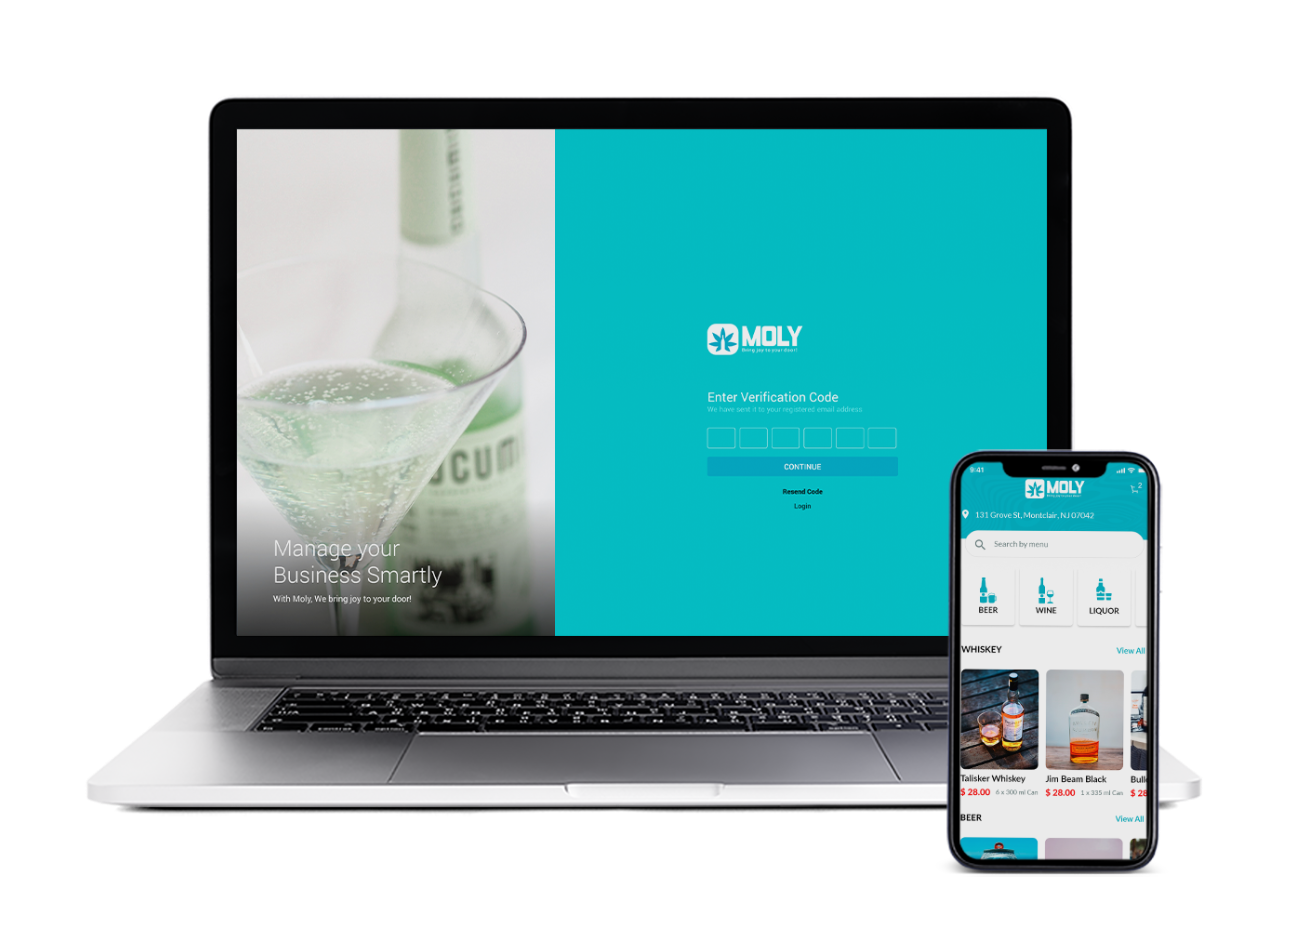 MOLY
Bring joy to your door!
Enter Verification Code
We have sent it to your registered email address
CONTINUE
Resend Code
Login
Manage your
Business Smartly
With Moly, We bring joy to your door!
9:41
MOLY
2
131 Grove St, Montclair, NJ 07042
Search by menu
BEER
WINE
LIQUOR
WHISKEY
View All
Talisker Whiskey
$ 28.00
6 x 300 ml Can
Jim Beam Black
$ 28.00
1 x 335 ml Can
Bull
$ 28
BEER
View All